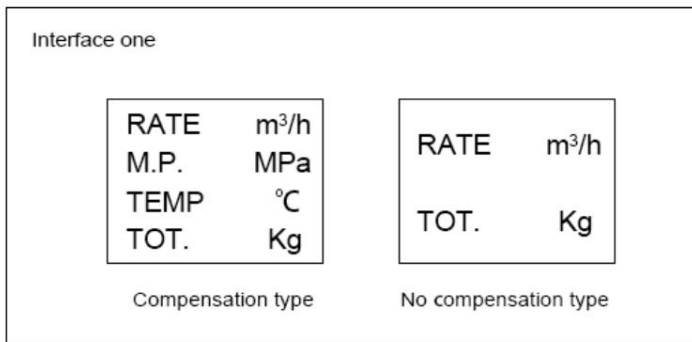 Interface one
RATE m³/h
M.P. MPa
TEMP °C
TOT. Kg
Compensation type
RATE m³/h
TOT. Kg
No compensation type